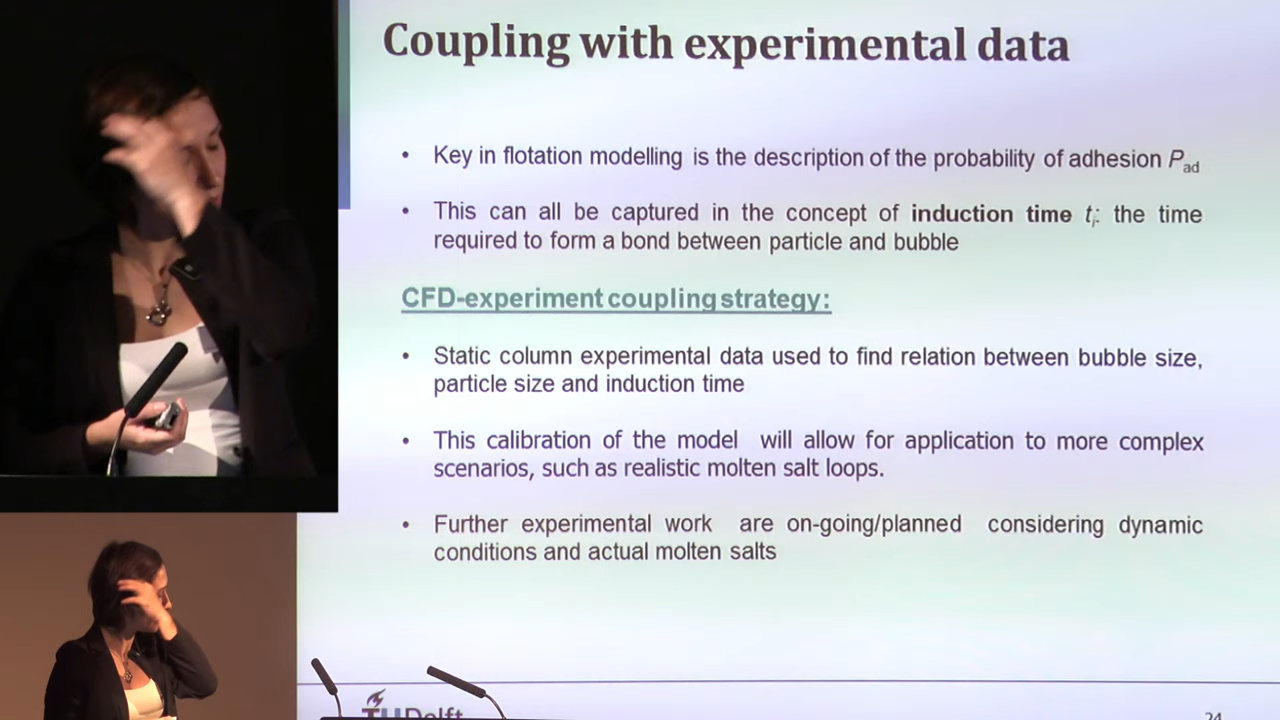 Coupling with experimental data
• Key in flotation modelling is the description of the probability of adhesion Pad
• This can all be captured in the concept of induction time ti: the time
required to form a bond between particle and bubble
CFD-experiment coupling strategy:
• Static column experimental data used to find relation between bubble size,
particle size and induction time
• This calibration of the model will allow for application to more complex
scenarios, such as realistic molten salt loops.
• Further experimental work are on-going/planned considering dynamic
conditions and actual molten salts
TU Delft
24